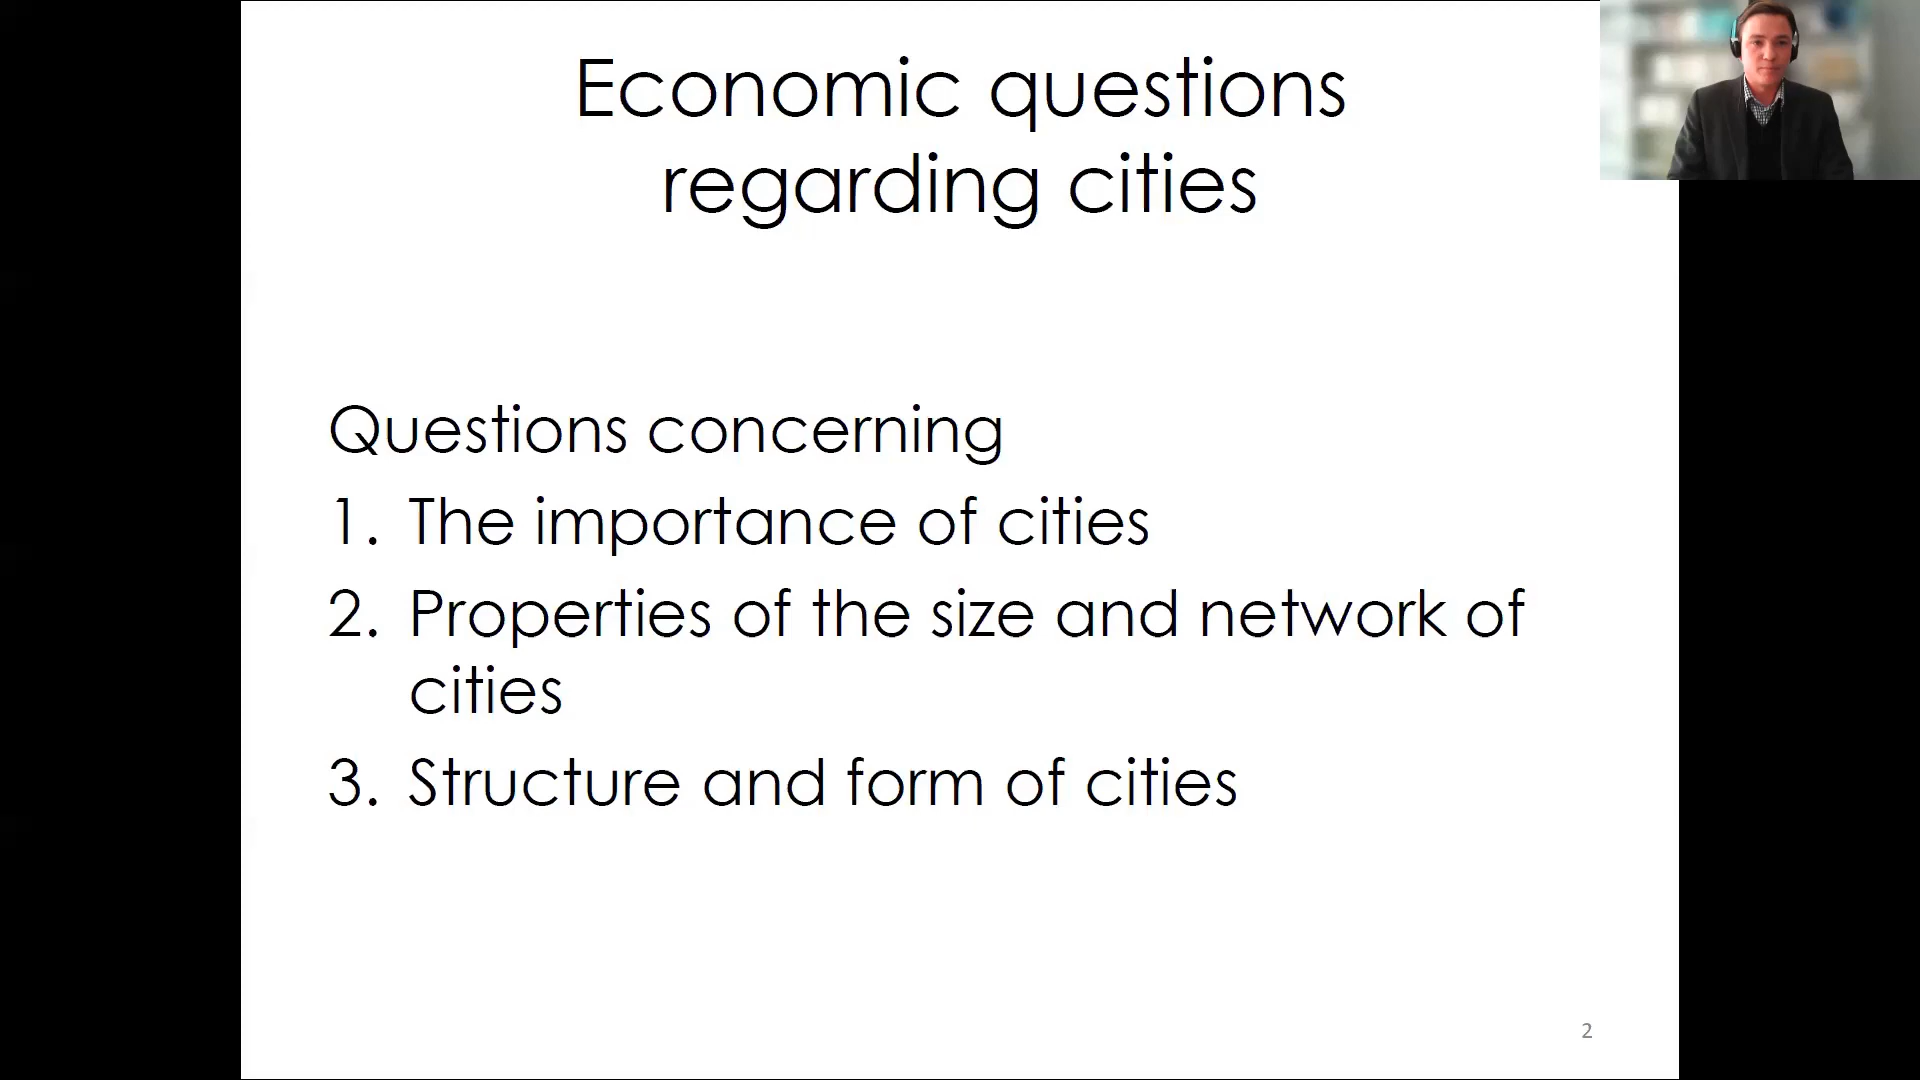 Economic questions
regarding cities
Questions concerning
1. The importance of cities
2. Properties of the size and network of
cities
3. Structure and form of cities
2